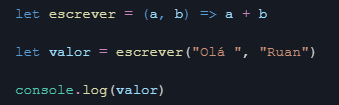 let escrever = (a, b) => a + b
let valor = escrever("Olá ", "Ruan")
console.log(valor)